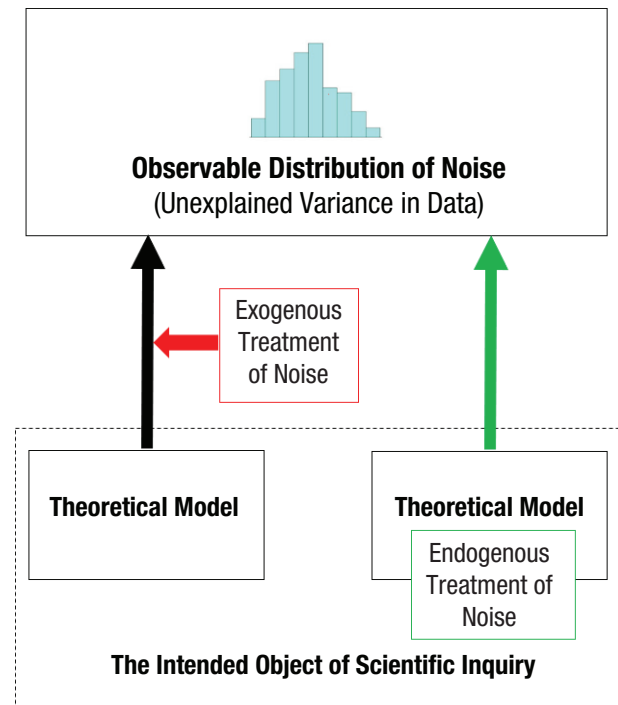 Observable Distribution of Noise
(Unexplained Variance in Data)
Exogenous
Treatment
of Noise
Theoretical Model
Theoretical Model
Endogenous
Treatment of
Noise
The Intended Object of Scientific Inquiry